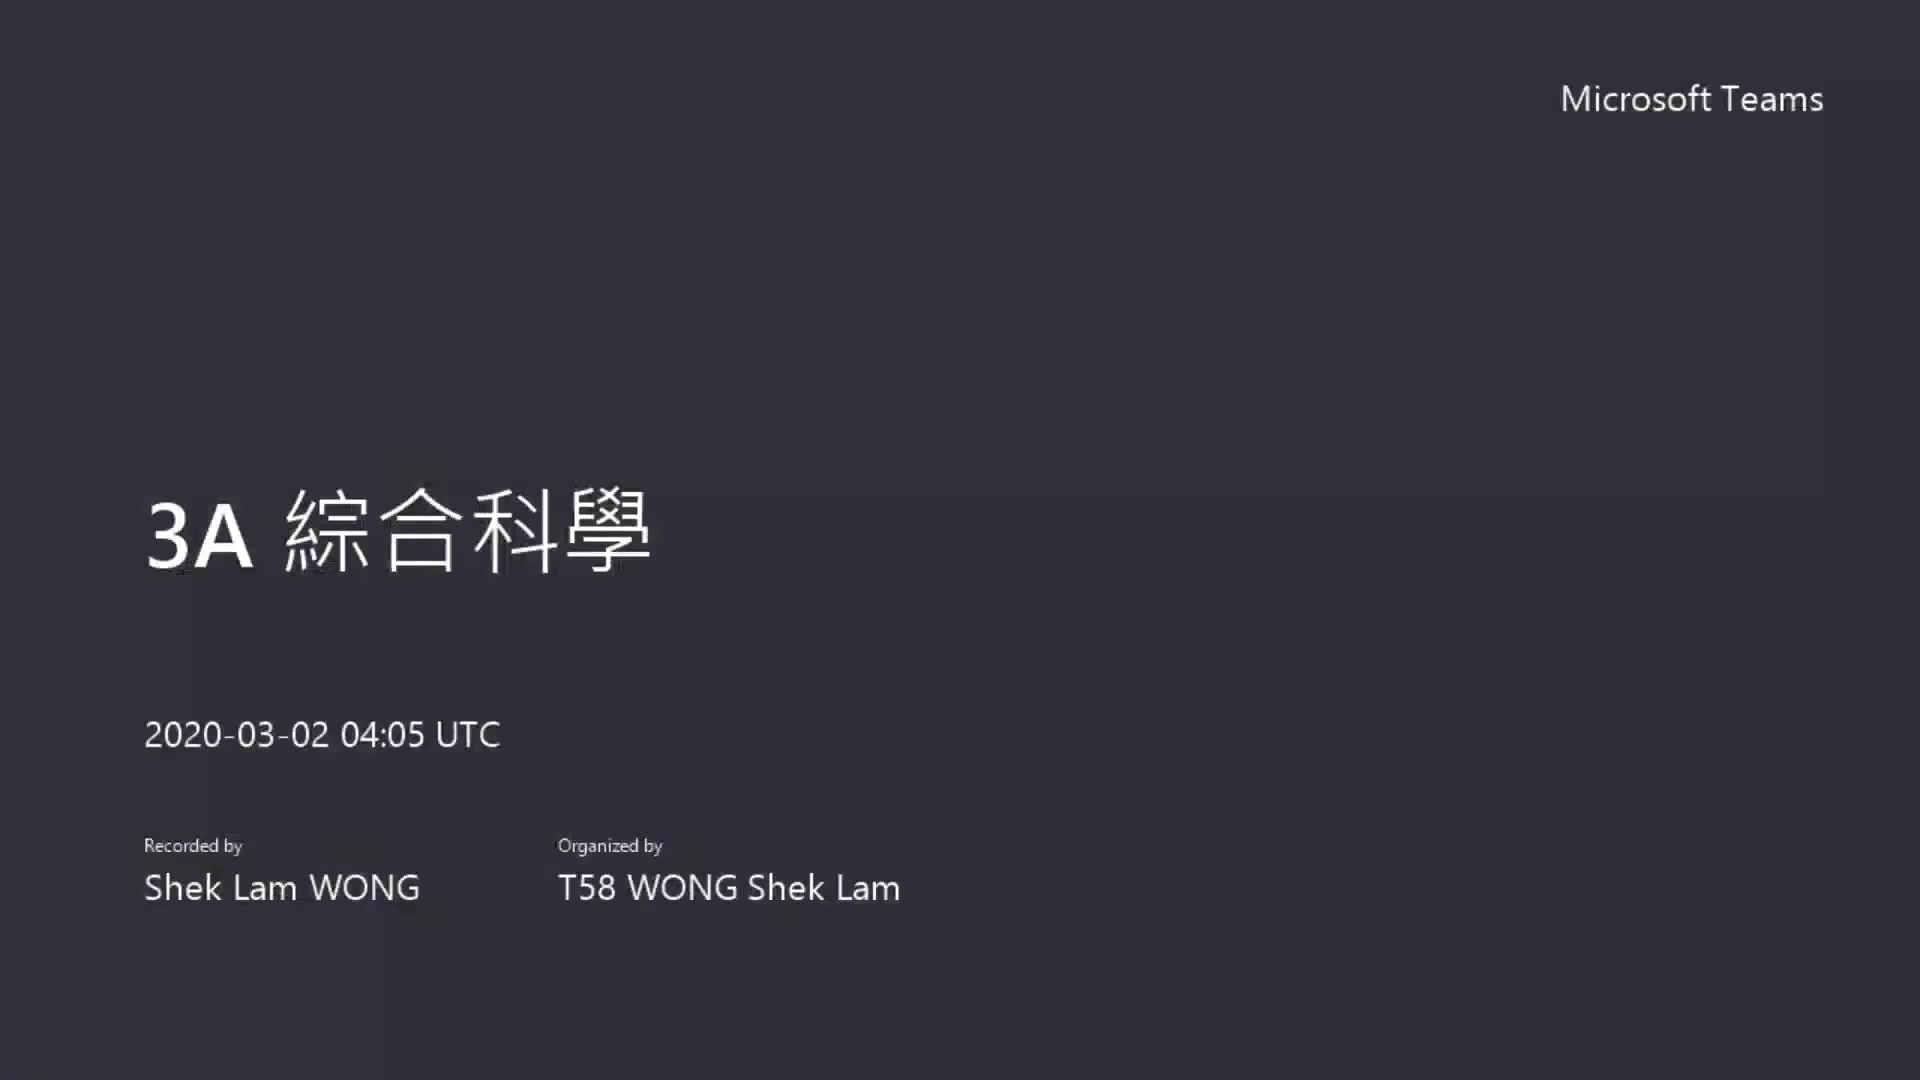 Microsoft Teams
3A 綜合科學
2020-03-02 04:05 UTC
Recorded by
Shek Lam WONG
Organized by
T58 WONG Shek Lam